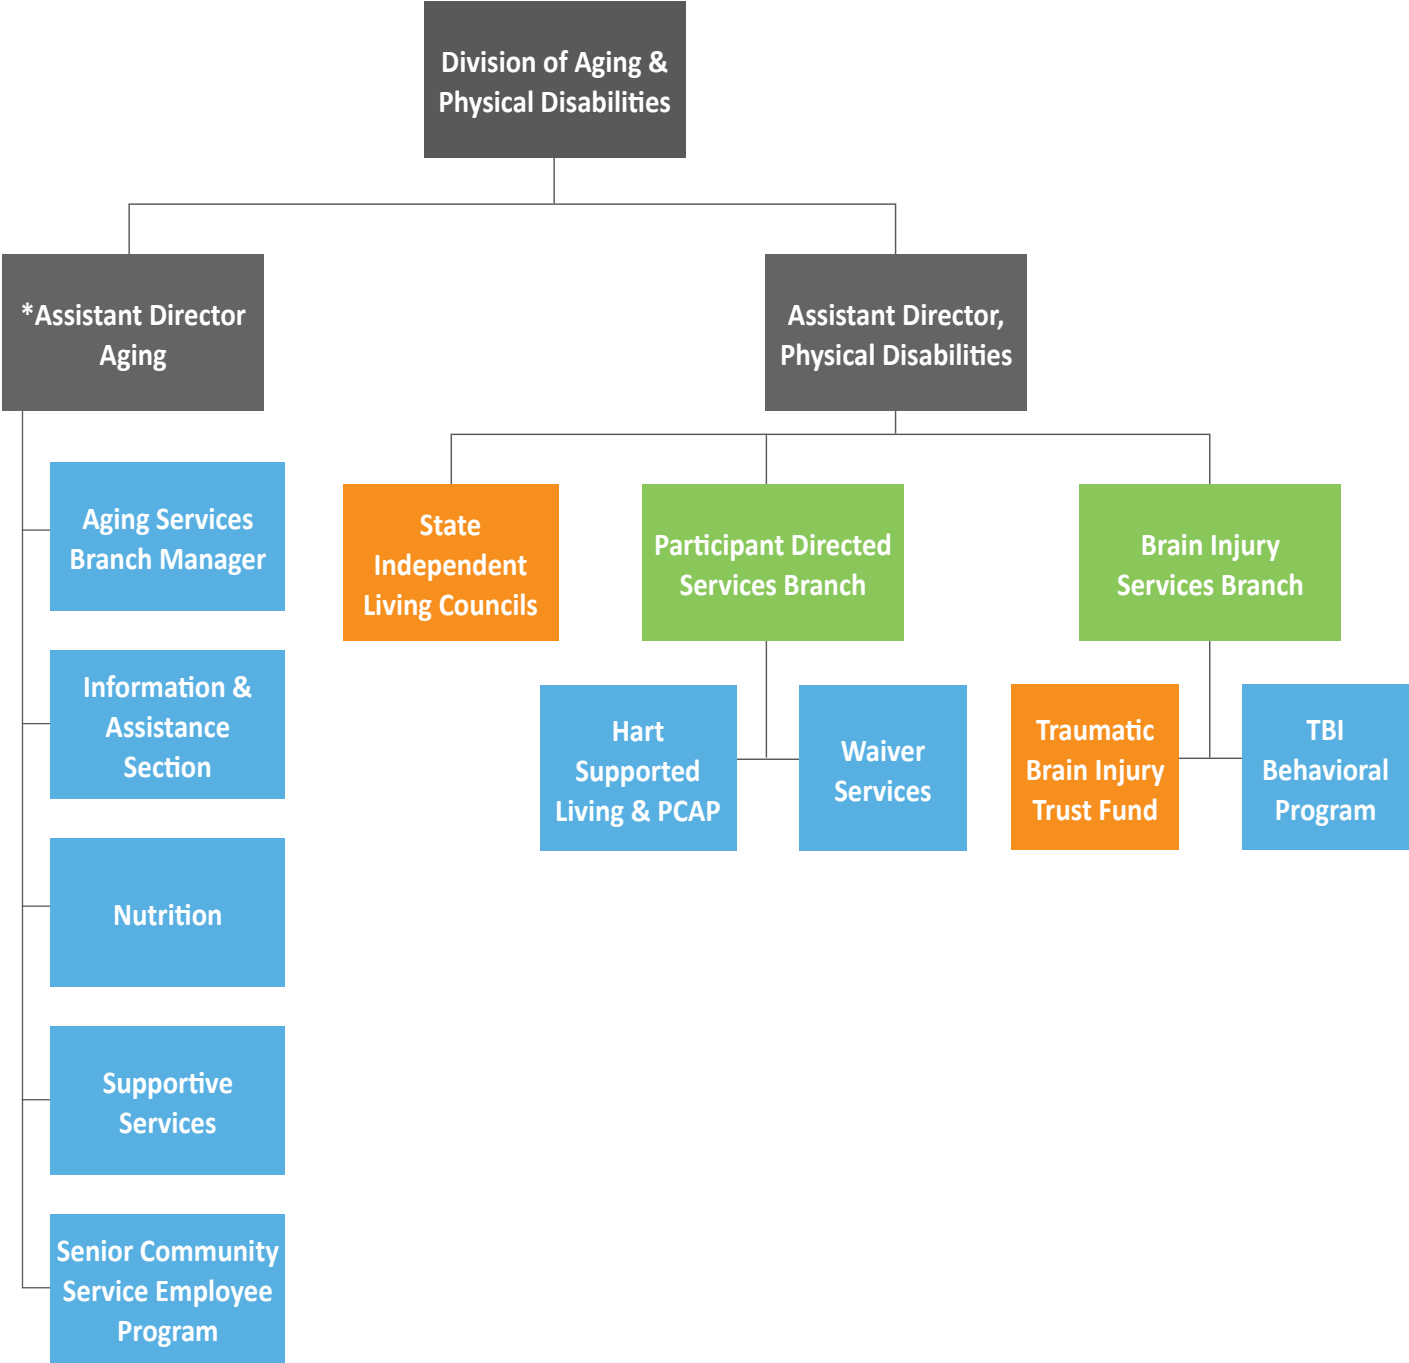 Division of Aging &
Physical Disabilities
*Assistant Director
Aging
Assistant Director,
Physical Disabilities
Aging Services
Branch Manager
Information &
Assistance
Section
Nutrition
Supportive
Services
Senior Community
Service Employee
Program
State
Independent
Living Councils
Participant Directed
Services Branch
Brain Injury
Services Branch
Hart
Supported
Living & PCAP
Waiver
Services
Traumatic
Brain Injury
Trust Fund
TBI
Behavioral
Program